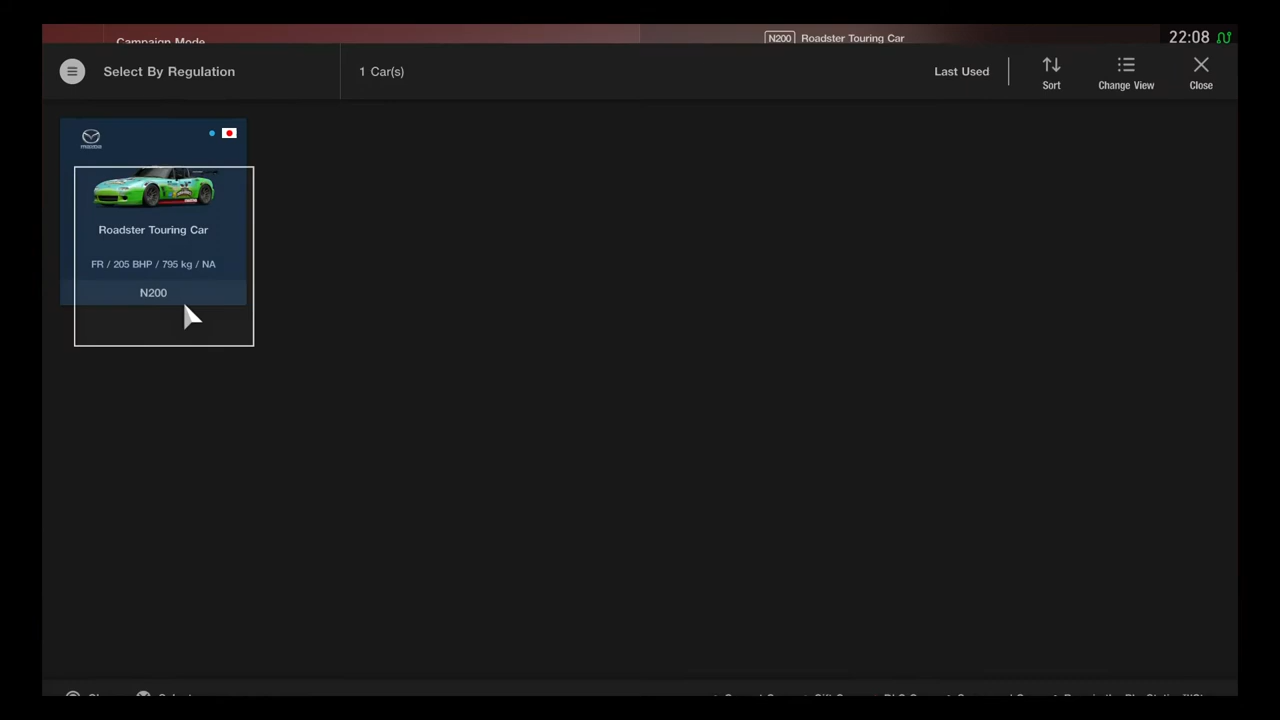 Campaign Mode
N200 Roadster Touring Car
22:08
Select By Regulation
1 Car(s)
Last Used
Sort
Change View
Close
mazda
Roadster Touring Car
FR / 205 BHP / 795 kg / NA
N200